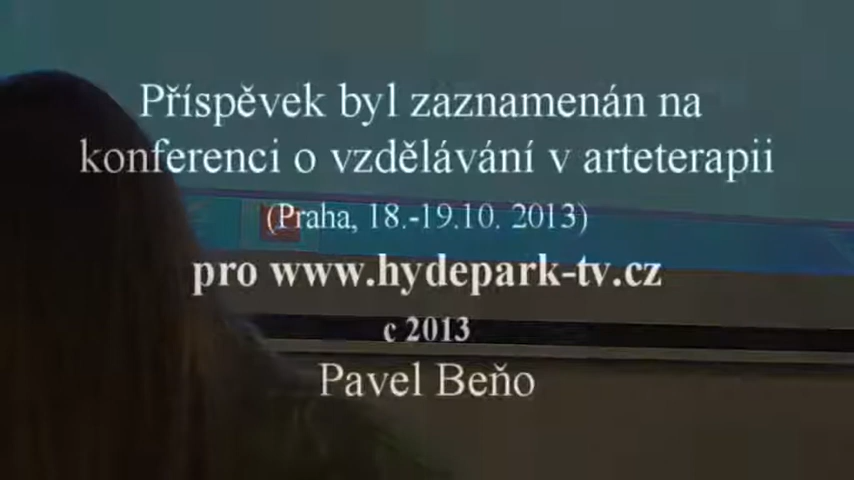 Příspěvek byl zaznamenán na
konferenci o vzdělávání v arteterapii
(Praha, 18.-19.10. 2013)
pro www.hydepark-tv.cz
c 2013
Pavel Beňo